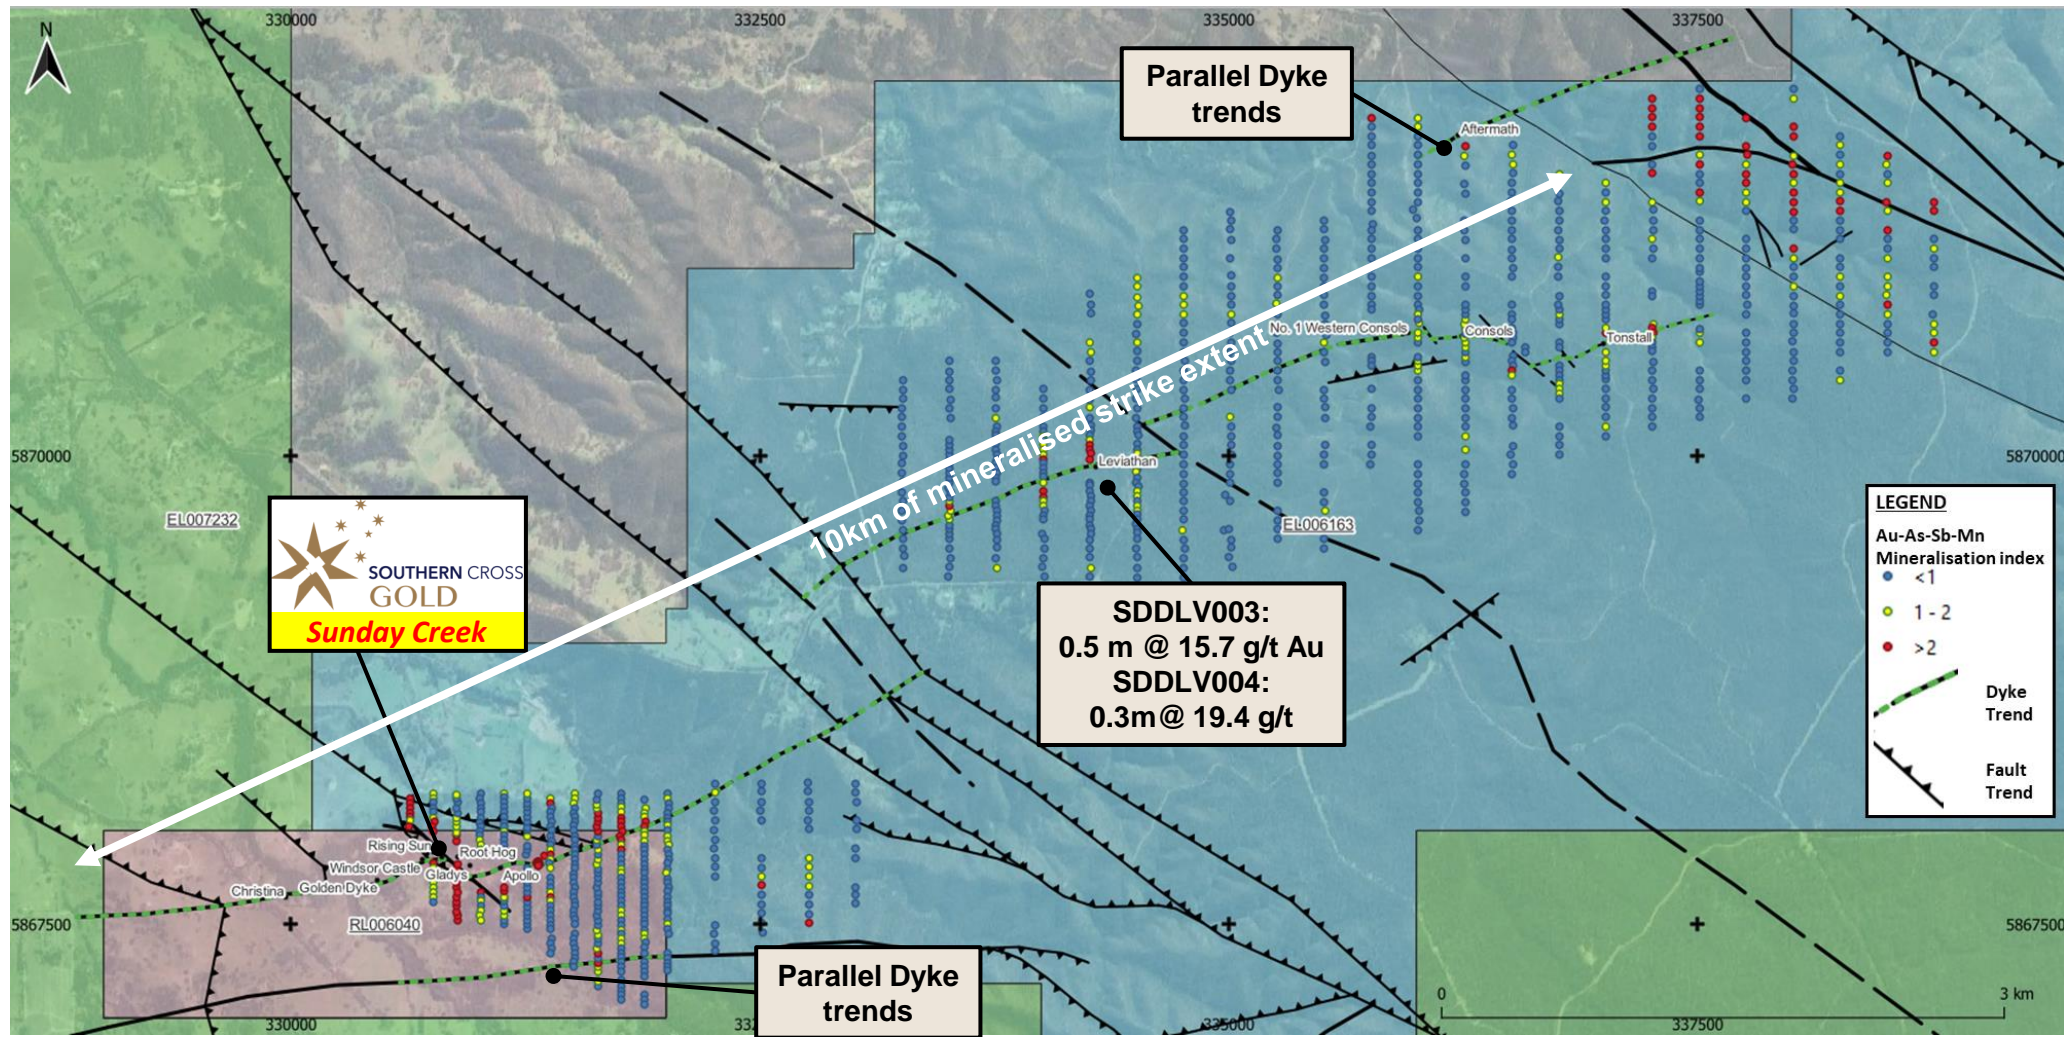 N
330000
332500
335000
337500
Parallel Dyke
trends
Aftermath
No. 1 Western Consols
Consols
Tonstall
10km of mineralised strike extent
Leviathan
5870000
5870000
EL007232
EL006163
SOUTHERN CROSS
GOLD
Sunday Creek
SDDLV003:
0.5 m @ 15.7 g/t Au
SDDLV004:
0.3m@ 19.4 g/t
LEGEND
Au-As-Sb-Mn
Mineralisation index
<1
1 - 2
>2
Dyke
Trend
Fault
Trend
Rising Sun
Root Hog
Windsor Castle
Gladys
Apollo
Christina
Golden Dyke
5867500
RL006040
5867500
Parallel Dyke
trends
0
3 km
330000
335000
337500